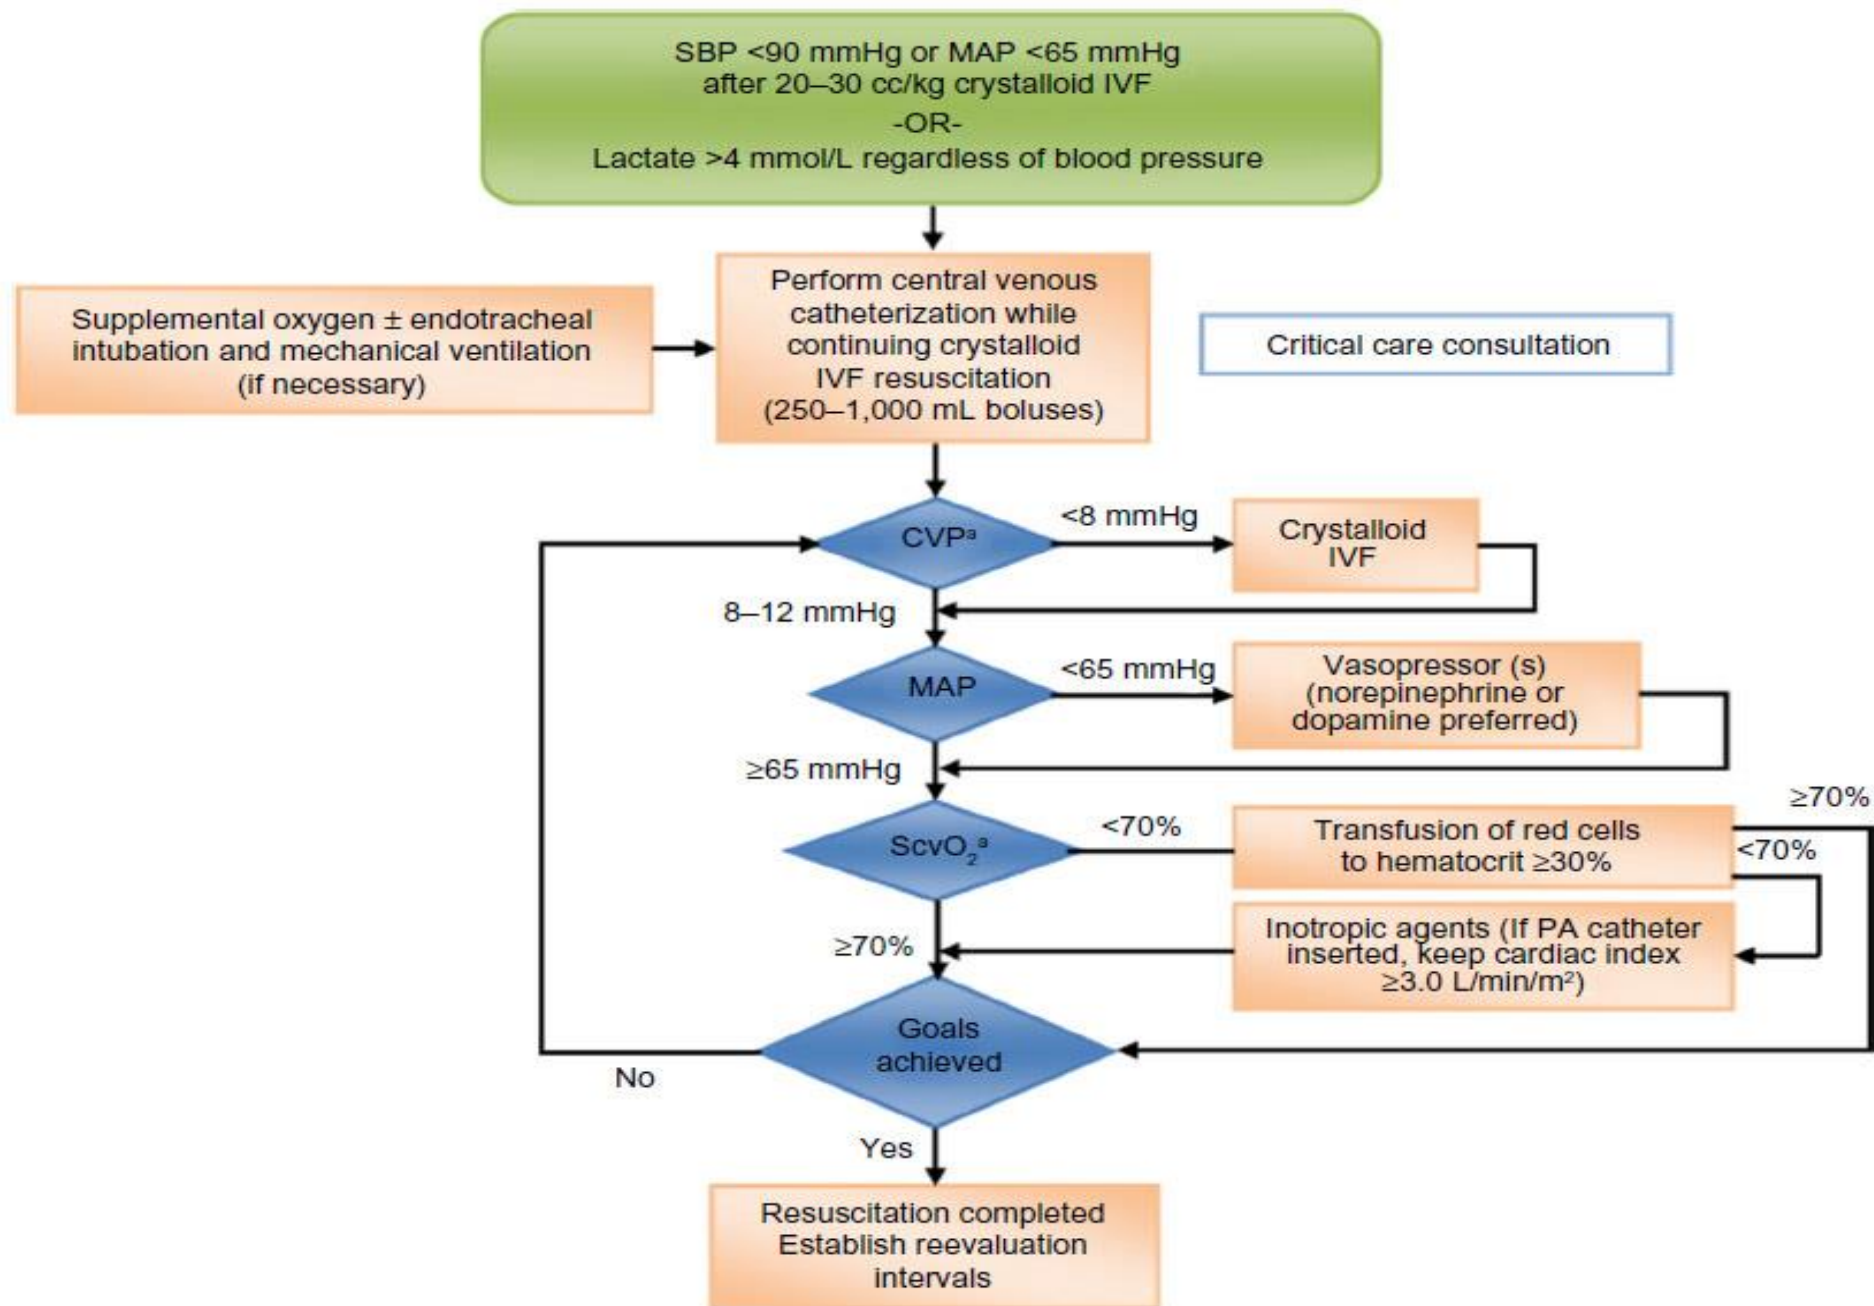 SBP <90 mmHg or MAP <65 mmHg
after 20–30 cc/kg crystalloid IVF
-OR-
Lactate >4 mmol/L regardless of blood pressure
Supplemental oxygen ± endotracheal
intubation and mechanical ventilation
(if necessary)
Perform central venous
catheterization while
continuing crystalloid
IVF resuscitation
(250–1,000 mL boluses)
Critical care consultation
CVPᵃ
<8 mmHg
Crystalloid
IVF
8–12 mmHg
MAP
<65 mmHg
Vasopressor (s)
(norepinephrine or
dopamine preferred)
≥65 mmHg
ScvO₂ᵃ
<70%
Transfusion of red cells
to hematocrit ≥30%
≥70%
<70%
≥70%
Inotropic agents (If PA catheter
inserted, keep cardiac index
≥3.0 L/min/m²)
Goals
achieved
No
Yes
Resuscitation completed
Establish reevaluation
intervals